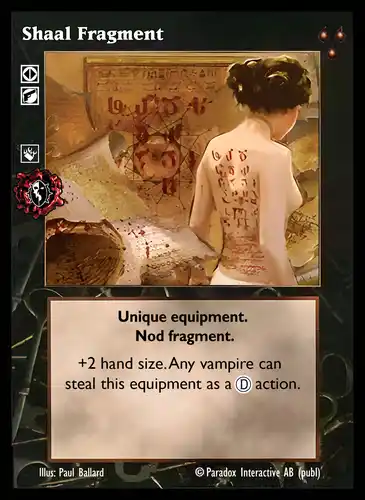 Shaal Fragment
Unique equipment.
Nod fragment.
+2 hand size. Any vampire can
steal this equipment as a Ⓓ action.
Illus: Paul Ballard
© Paradox Interactive AB (publ)